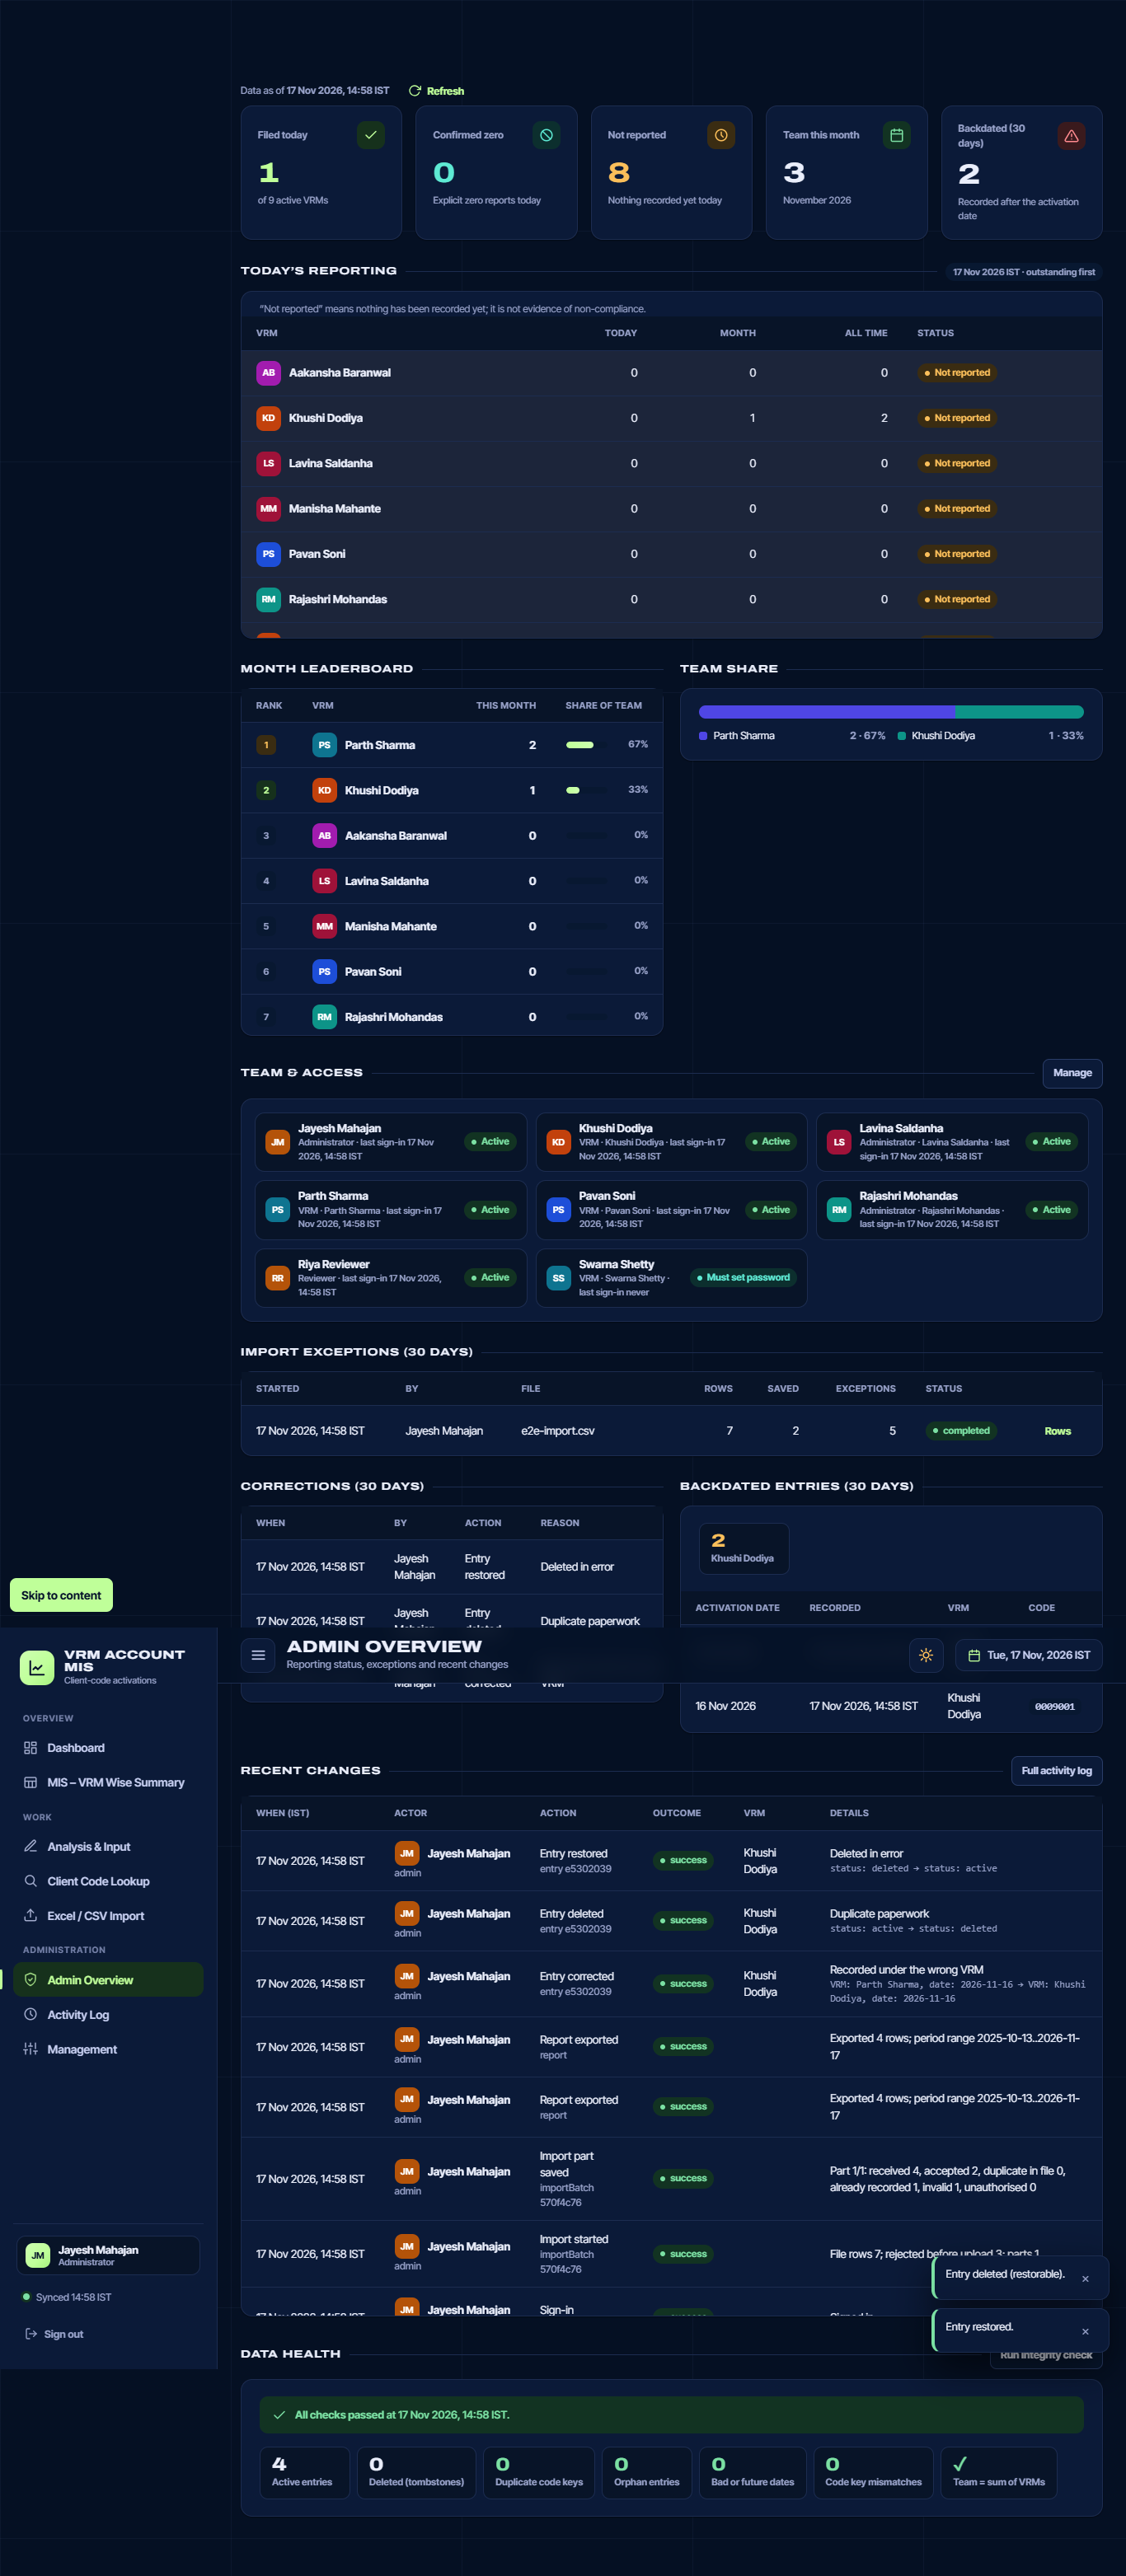 Data as of 17 Nov 2026, 14:58 IST
Refresh
Filed today
1
of 9 active VRMs
Confirmed zero
0
Explicit zero reports today
Not reported
8
Nothing recorded yet today
Team this month
3
November 2026
Backdated (30
days)
2
Recorded after the activation
date
TODAY'S REPORTING
17 Nov 2026 IST · outstanding first
"Not reported" means nothing has been recorded yet; it is not evidence of non-compliance.
VRM TODAY MONTH ALL TIME STATUS
AB Aakansha Baranwal 0 0 0 Not reported
KD Khushi Dodiya 0 1 2 Not reported
LS Lavina Saldanha 0 0 0 Not reported
MM Manisha Mahante 0 0 0 Not reported
PS Pavan Soni 0 0 0 Not reported
RM Rajashri Mohandas 0 0 0 Not reported
MONTH LEADERBOARD
RANK VRM THIS MONTH SHARE OF TEAM
1 PS Parth Sharma 2 67%
2 KD Khushi Dodiya 1 33%
3 AB Aakansha Baranwal 0 0%
4 LS Lavina Saldanha 0 0%
5 MM Manisha Mahante 0 0%
6 PS Pavan Soni 0 0%
7 RM Rajashri Mohandas 0 0%
TEAM SHARE
Parth Sharma 2 · 67% Khushi Dodiya 1 · 33%
TEAM & ACCESS
Manage
JM Jayesh Mahajan
Administrator · last sign-in 17 Nov
2026, 14:58 IST
Active
KD Khushi Dodiya
VRM · Khushi Dodiya · last sign-in 17
Nov 2026, 14:58 IST
Active
LS Lavina Saldanha
Administrator · Lavina Saldanha · last
sign-in 17 Nov 2026, 14:58 IST
Active
PS Parth Sharma
VRM · Parth Sharma · last sign-in 17
Nov 2026, 14:58 IST
Active
PS Pavan Soni
VRM · Pavan Soni · last sign-in 17 Nov
2026, 14:58 IST
Active
RM Rajashri Mohandas
Administrator · Rajashri Mohandas ·
last sign-in 17 Nov 2026, 14:58 IST
Active
RR Riya Reviewer
Reviewer · last sign-in 17 Nov 2026,
14:58 IST
Active
SS Swarna Shetty
VRM · Swarna Shetty ·
last sign-in never
Must set password
IMPORT EXCEPTIONS (30 DAYS)
STARTED BY FILE ROWS SAVED EXCEPTIONS STATUS
17 Nov 2026, 14:58 IST Jayesh Mahajan e2e-import.csv 7 2 5 completed Rows
CORRECTIONS (30 DAYS)
WHEN BY ACTION REASON
17 Nov 2026, 14:58 IST Jayesh Mahajan Entry restored Deleted in error
17 Nov 2026, 14:58 IST Jayesh Mahajan Entry deleted Duplicate paperwork
Mahajan corrected VRM
BACKDATED ENTRIES (30 DAYS)
2
Khushi Dodiya
ACTIVATION DATE RECORDED VRM CODE
16 Nov 2026 17 Nov 2026, 14:58 IST Khushi Dodiya 0009001
Skip to content
VRM ACCOUNT
MIS
Client-code activations
OVERVIEW
Dashboard
MIS – VRM Wise Summary
WORK
Analysis & Input
Client Code Lookup
Excel / CSV Import
ADMINISTRATION
Admin Overview
Activity Log
Management
JM Jayesh Mahajan
Administrator
Synced 14:58 IST
Sign out
ADMIN OVERVIEW
Reporting status, exceptions and recent changes
Tue, 17 Nov, 2026 IST
RECENT CHANGES
Full activity log
WHEN (IST) ACTOR ACTION OUTCOME VRM DETAILS
17 Nov 2026, 14:58 IST JM Jayesh Mahajan
admin
Entry restored
entry e5302039
success
Khushi
Dodiya
Deleted in error
status: deleted → status: active
17 Nov 2026, 14:58 IST JM Jayesh Mahajan
admin
Entry deleted
entry e5302039
success
Khushi
Dodiya
Duplicate paperwork
status: active → status: deleted
17 Nov 2026, 14:58 IST JM Jayesh Mahajan
admin
Entry corrected
entry e5302039
success
Khushi
Dodiya
Recorded under the wrong VRM
VRM: Parth Sharma, date: 2026-11-16 → VRM: Khushi
Dodiya, date: 2026-11-16
17 Nov 2026, 14:58 IST JM Jayesh Mahajan
admin
Report exported
report
success
Exported 4 rows; period range 2025-10-13..2026-11-
17
17 Nov 2026, 14:58 IST JM Jayesh Mahajan
admin
Report exported
report
success
Exported 4 rows; period range 2025-10-13..2026-11-
17
17 Nov 2026, 14:58 IST JM Jayesh Mahajan
admin
Import part
saved
importBatch
570f4c76
success
Part 1/1: received 4, accepted 2, duplicate in file 0,
already recorded 1, invalid 1, unauthorised 0
17 Nov 2026, 14:58 IST JM Jayesh Mahajan
admin
Import started
importBatch
570f4c76
success
File rows 7; rejected before upload 3; parts 1
JM Jayesh Mahajan
Sign-in
Entry deleted (restorable). ×
Entry restored. ×
DATA HEALTH
Run integrity check
All checks passed at 17 Nov 2026, 14:58 IST.
4
Active entries
0
Deleted (tombstones)
0
Duplicate code keys
0
Orphan entries
0
Bad or future dates
0
Code key mismatches
✓
Team = sum of VRMs